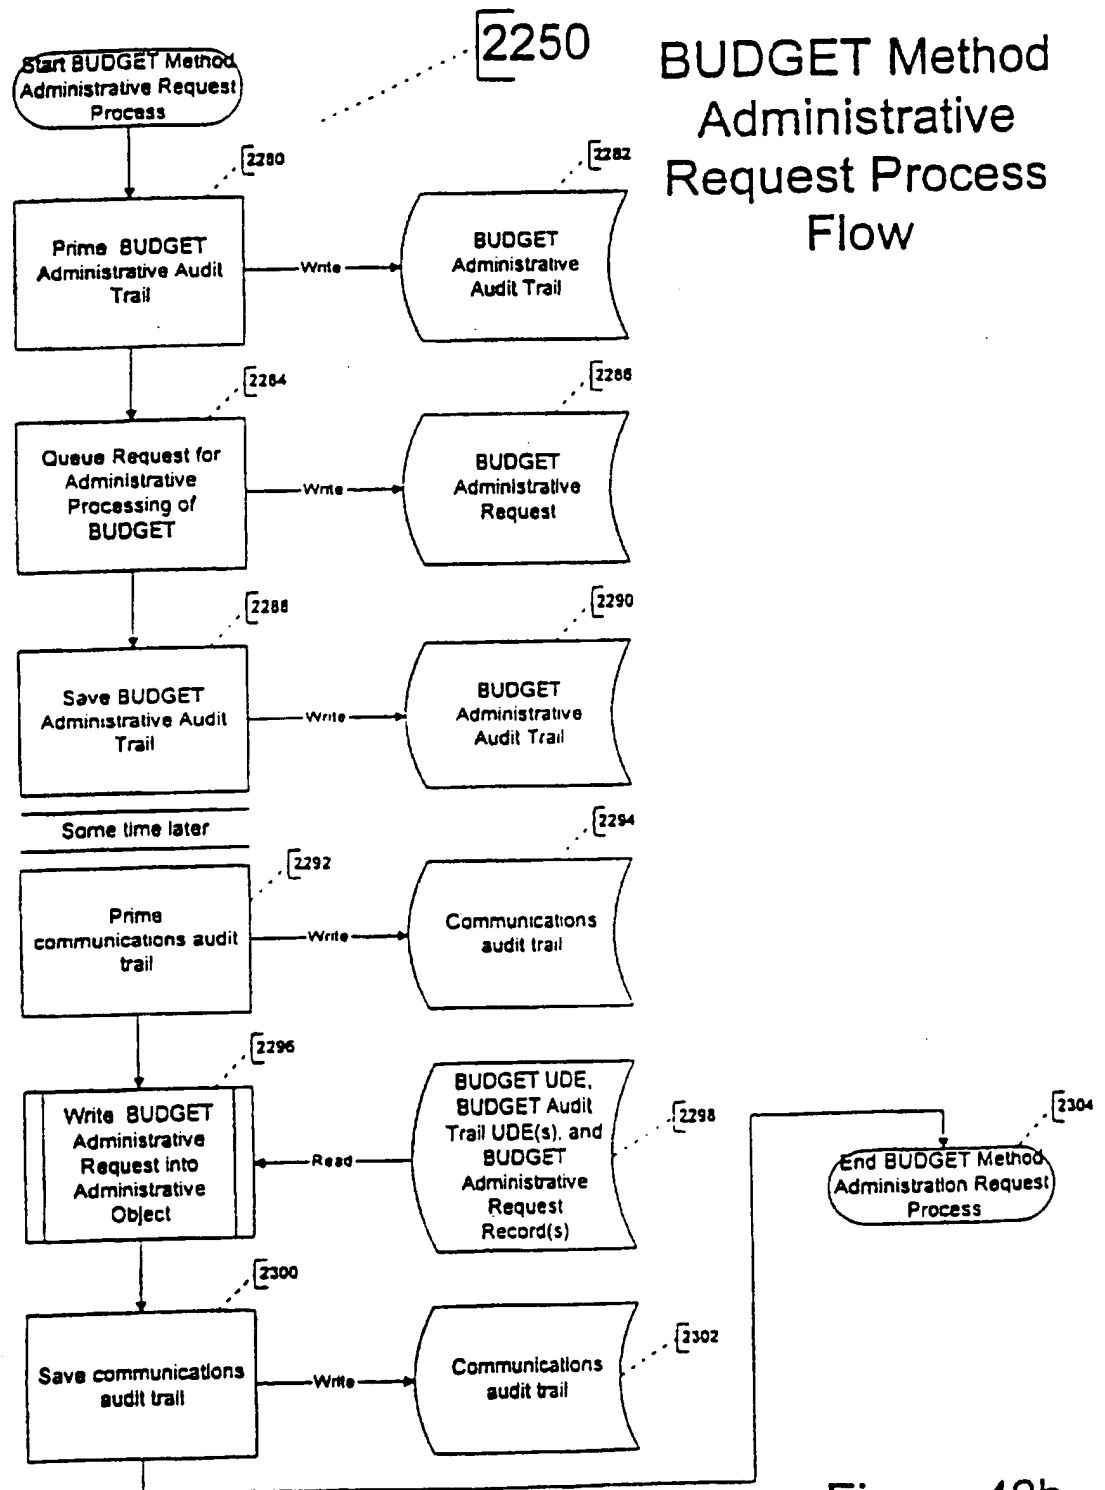 2250
BUDGET Method
Administrative
Request Process
Flow
Start BUDGET Method
Administrative Request
Process
2280
Prime BUDGET
Administrative Audit
Trail
Write
2282
BUDGET
Administrative
Audit Trail
2284
Queue Request for
Administrative
Processing of
BUDGET
Write
2286
BUDGET
Administrative
Request
2288
Save BUDGET
Administrative Audit
Trail
Write
2290
BUDGET
Administrative
Audit Trail
Some time later
2292
Prime
communications audit
trail
Write
2294
Communications
audit trail
2296
Write BUDGET
Administrative
Request into
Administrative
Object
Read
BUDGET UDE,
BUDGET Audit
Trail UDE(s), and
BUDGET
Administrative
Request
Record(s)
2298
2300
Save communications
audit trail
Write
Communications
audit trail
2302
2304
End BUDGET Method
Administration Request
Process